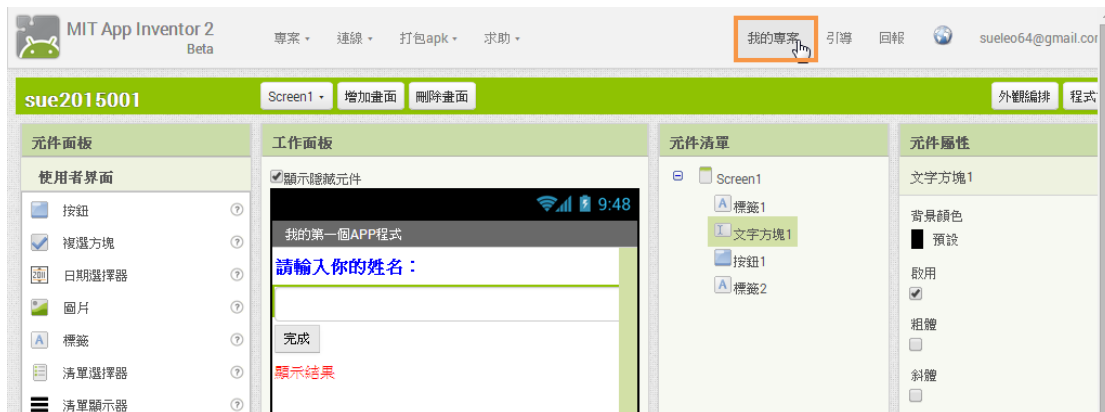 MIT App Inventor 2
Beta
專案 連線 打包apk 求助 我的專案 引導 回報 sueleo64@gmail.com
sue2015001 Screen1 增加畫面 刪除畫面 外觀編排 程式
元件面板 工作面板 元件清單 元件屬性
使用者界面 顯示隱藏元件 Screen1 文字方塊1
按鈕 ? 9:48 標籤1 背景顏色
複選方塊 ? 我的第一個APP程式 文字方塊1 預設
日期選擇器 ? 請輸入你的姓名： 按鈕1 啟用
圖片 ? 標籤2
標籤 ? 完成 粗體
清單選擇器 ? 顯示結果 斜體
清單顯示器 ?